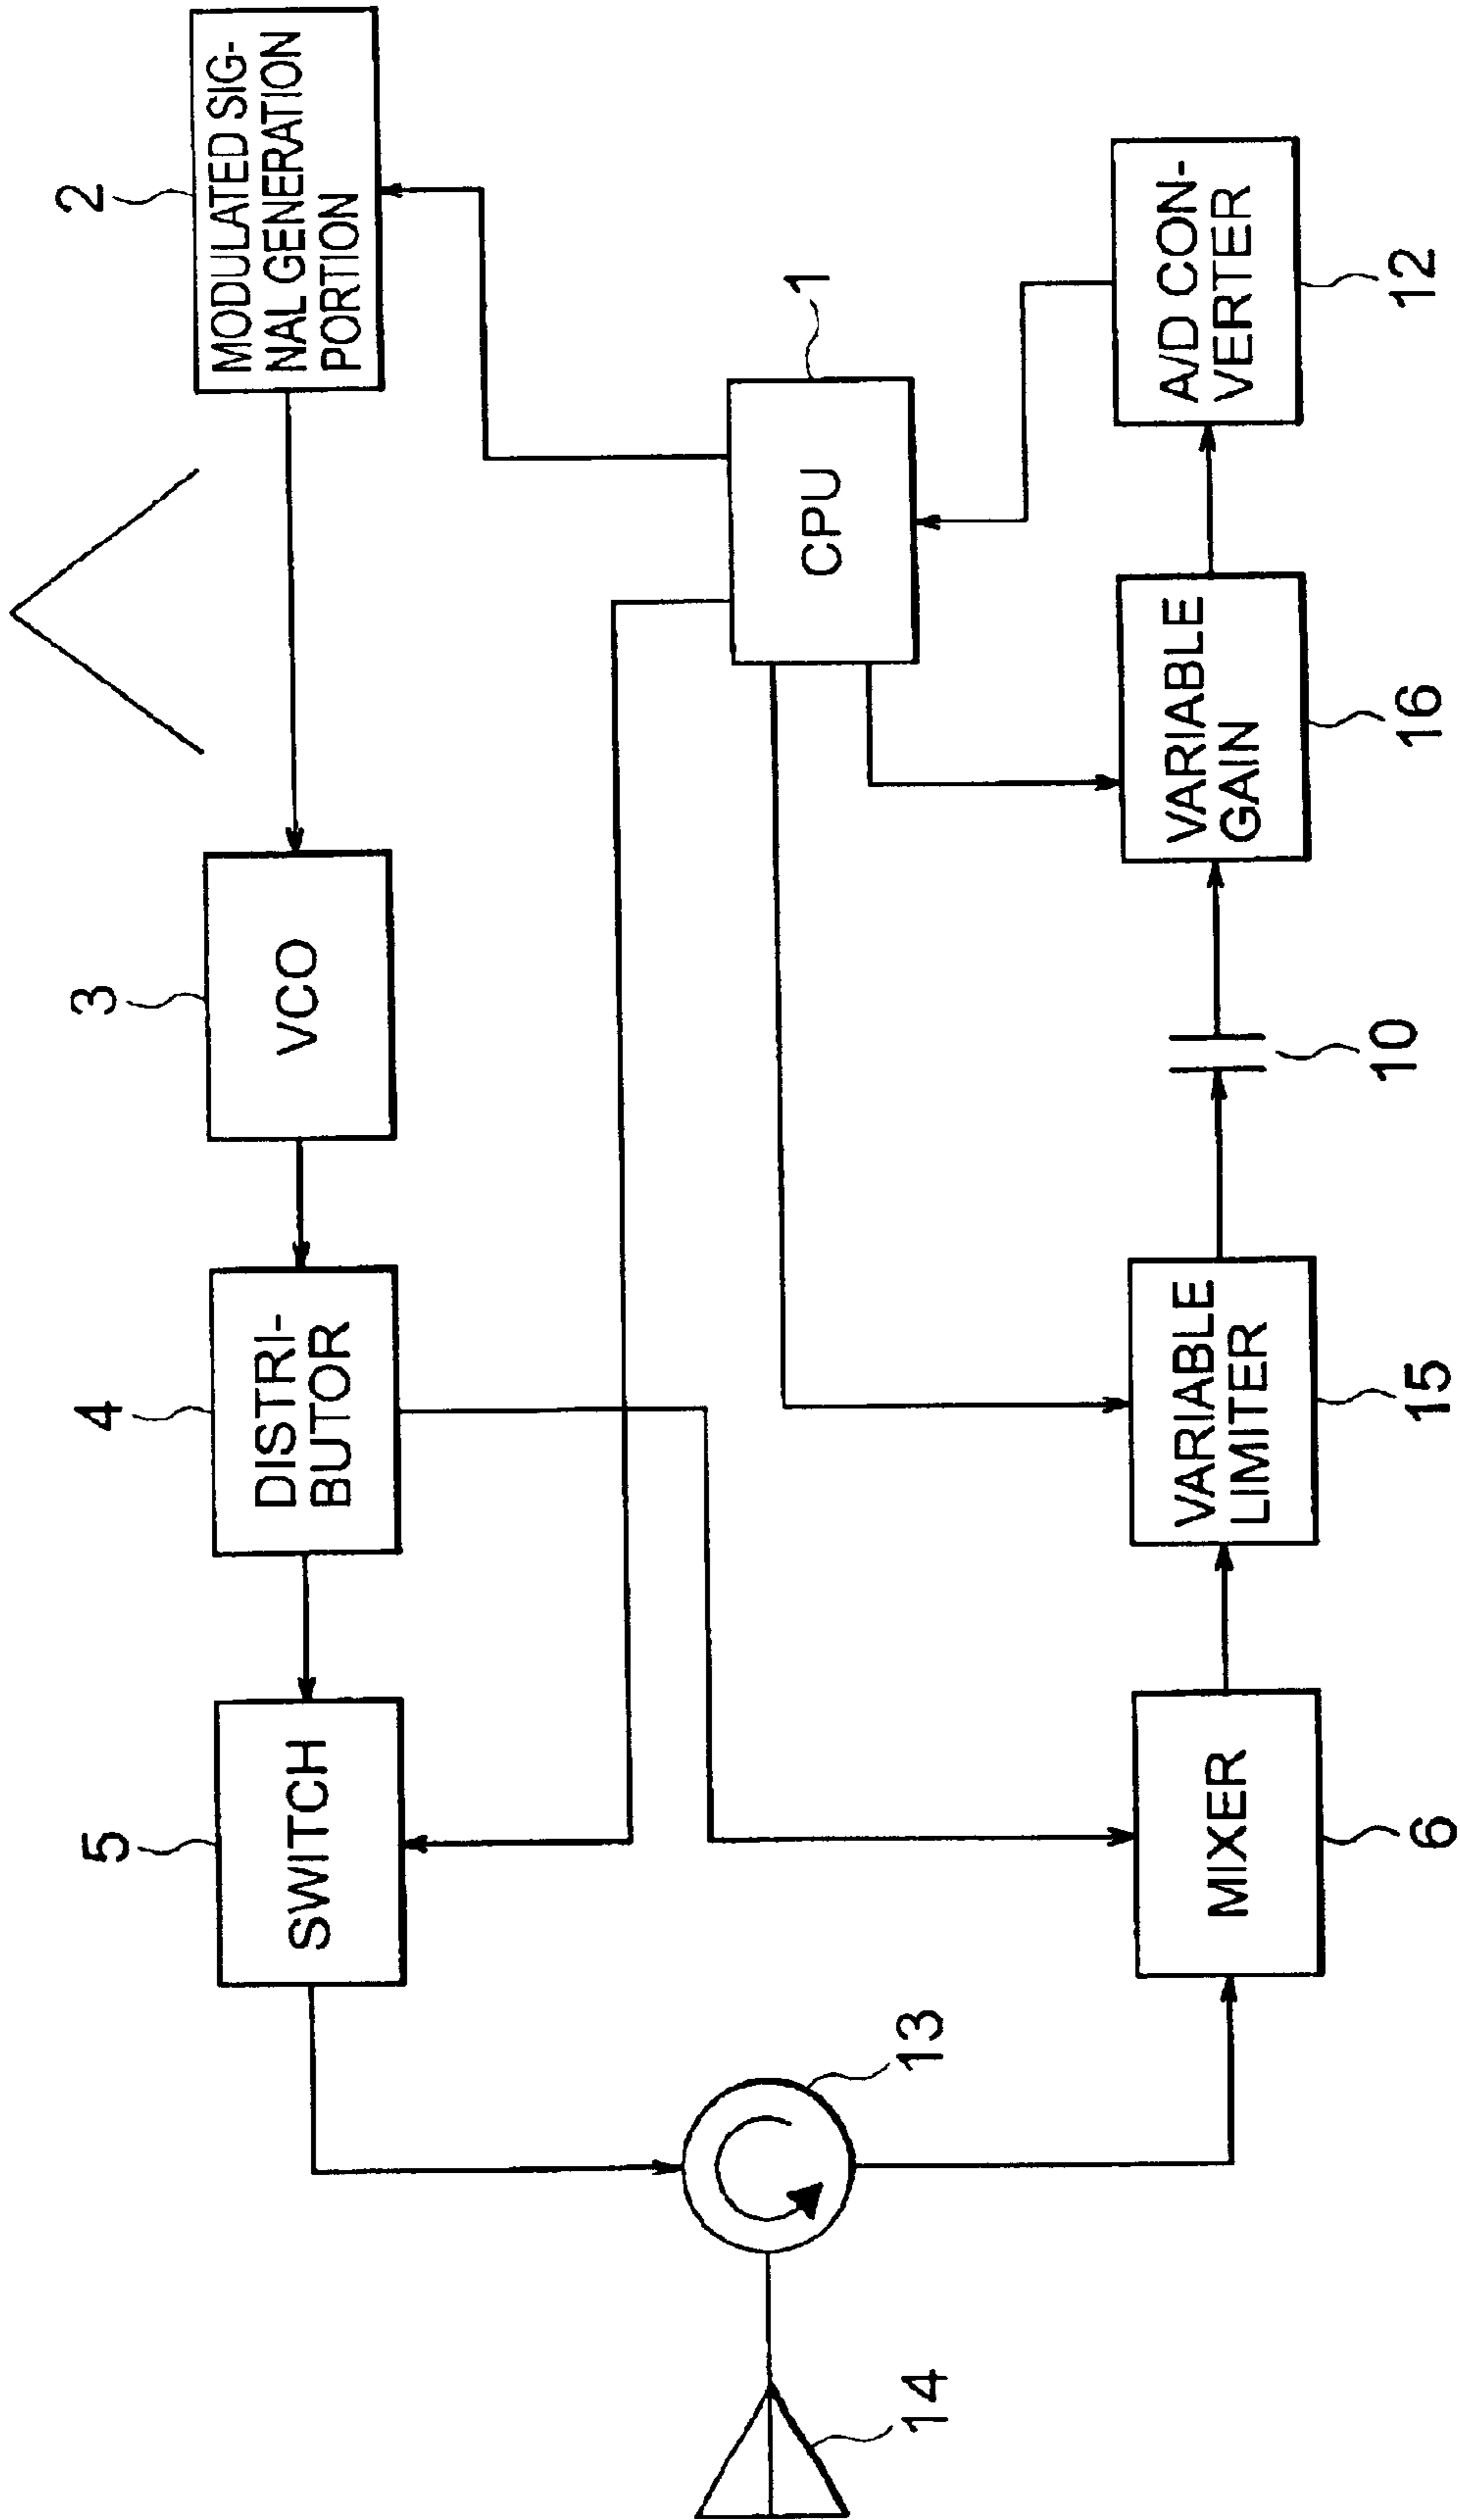 2
MODULATED SIG-
NAL GENERATION
PORTION
3
VCO
4
DISTRI-
BUTOR
5
SWITCH
1
CPU
13
14
A/D CON-
VERTER
12
VARIABLE
GAIN
16
10
VARIABLE
LIMITER
15
MIXER
6